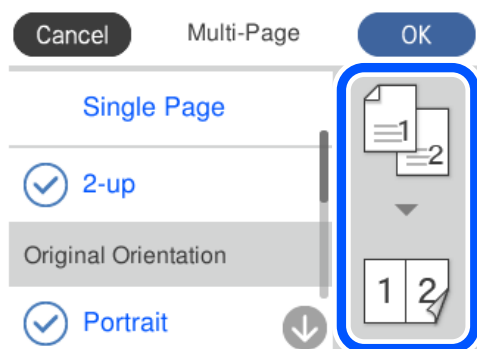 Cancel Multi-Page OK
Single Page
2-up
Original Orientation
Portrait
1
2
1 2